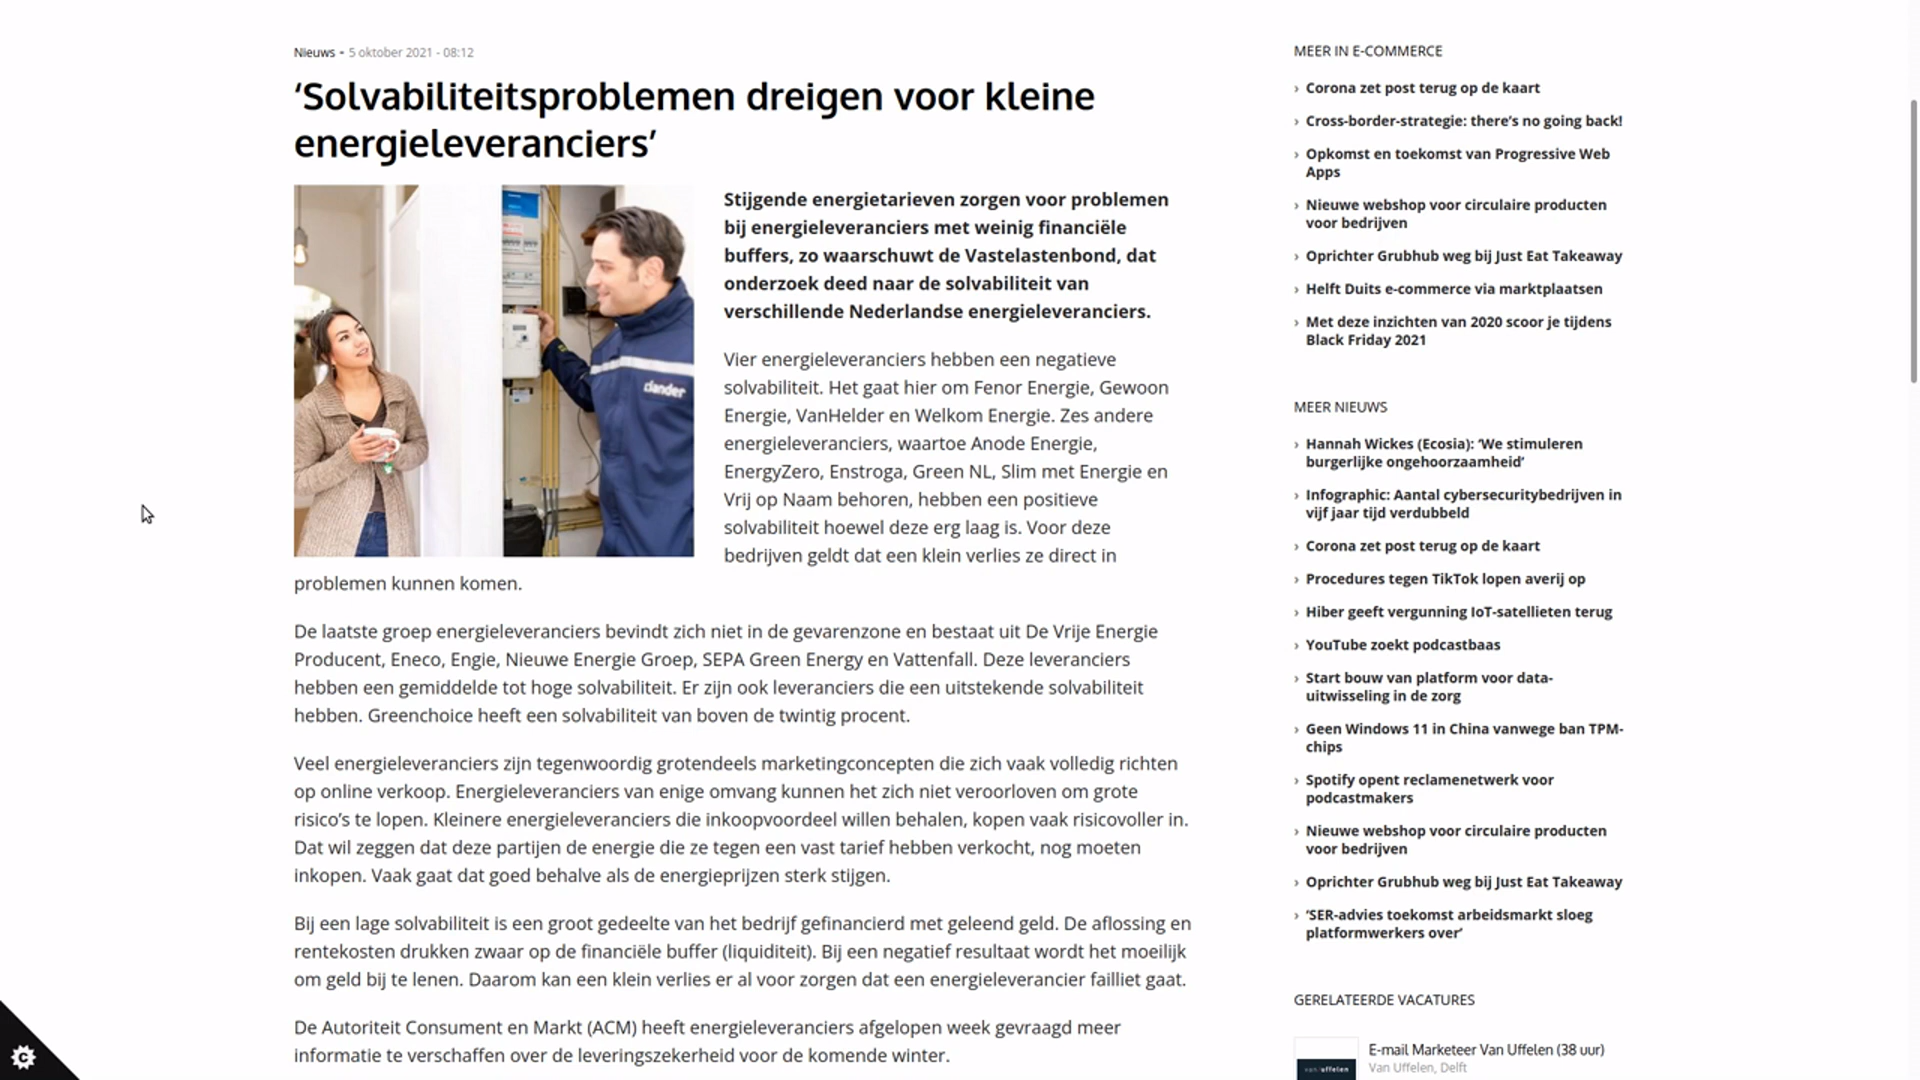 Nieuws • 5 oktober 2021 - 08:12
‘Solvabiliteitsproblemen dreigen voor kleine
energieleveranciers’
Stijgende energietarieven zorgen voor problemen
bij energieleveranciers met weinig financiële
buffers, zo waarschuwt de Vastelastenbond, dat
onderzoek deed naar de solvabiliteit van
verschillende Nederlandse energieleveranciers.
clander
Vier energieleveranciers hebben een negatieve
solvabiliteit. Het gaat hier om Fenor Energie, Gewoon
Energie, VanHelder en Welkom Energie. Zes andere
energieleveranciers, waartoe Anode Energie,
EnergyZero, Enstroga, Green NL, Slim met Energie en
Vrij op Naam behoren, hebben een positieve
solvabiliteit hoewel deze erg laag is. Voor deze
bedrijven geldt dat een klein verlies ze direct in
problemen kunnen komen.
De laatste groep energieleveranciers bevindt zich niet in de gevarenzone en bestaat uit De Vrije Energie
Producent, Eneco, Engie, Nieuwe Energie Groep, SEPA Green Energy en Vattenfall. Deze leveranciers
hebben een gemiddelde tot hoge solvabiliteit. Er zijn ook leveranciers die een uitstekende solvabiliteit
hebben. Greenchoice heeft een solvabiliteit van boven de twintig procent.
Veel energieleveranciers zijn tegenwoordig grotendeels marketingconcepten die zich vaak volledig richten
op online verkoop. Energieleveranciers van enige omvang kunnen het zich niet veroorloven om grote
risico’s te lopen. Kleinere energieleveranciers die inkoopvoordeel willen behalen, kopen vaak risicovoller in.
Dat wil zeggen dat deze partijen de energie die ze tegen een vast tarief hebben verkocht, nog moeten
inkopen. Vaak gaat dat goed behalve als de energieprijzen sterk stijgen.
Bij een lage solvabiliteit is een groot gedeelte van het bedrijf gefinancierd met geleend geld. De aflossing en
rentekosten drukken zwaar op de financiële buffer (liquiditeit). Bij een negatief resultaat wordt het moeilijk
om geld bij te lenen. Daarom kan een klein verlies er al voor zorgen dat een energieleverancier failliet gaat.
De Autoriteit Consument en Markt (ACM) heeft energieleveranciers afgelopen week gevraagd meer
informatie te verschaffen over de leveringszekerheid voor de komende winter.
MEER IN E-COMMERCE
› Corona zet post terug op de kaart
› Cross-border-strategie: there’s no going back!
› Opkomst en toekomst van Progressive Web
Apps
› Nieuwe webshop voor circulaire producten
voor bedrijven
› Oprichter Grubhub weg bij Just Eat Takeaway
› Helft Duits e-commerce via marktplaatsen
› Met deze inzichten van 2020 scoor je tijdens
Black Friday 2021
MEER NIEUWS
› Hannah Wickes (Ecosia): ‘We stimuleren
burgerlijke ongehoorzaamheid’
› Infographic: Aantal cybersecuritybedrijven in
vijf jaar tijd verdubbeld
› Corona zet post terug op de kaart
› Procedures tegen TikTok lopen averij op
› Hiber geeft vergunning IoT-satellieten terug
› YouTube zoekt podcastbaas
› Start bouw van platform voor data-
uitwisseling in de zorg
› Geen Windows 11 in China vanwege ban TPM-
chips
› Spotify opent reclamenetwerk voor
podcastmakers
› Nieuwe webshop voor circulaire producten
voor bedrijven
› Oprichter Grubhub weg bij Just Eat Takeaway
› ‘SER-advies toekomst arbeidsmarkt sloeg
platformwerkers over’
GERELATEERDE VACATURES
van uffelen
E-mail Marketeer Van Uffelen (38 uur)
Van Uffelen, Delft